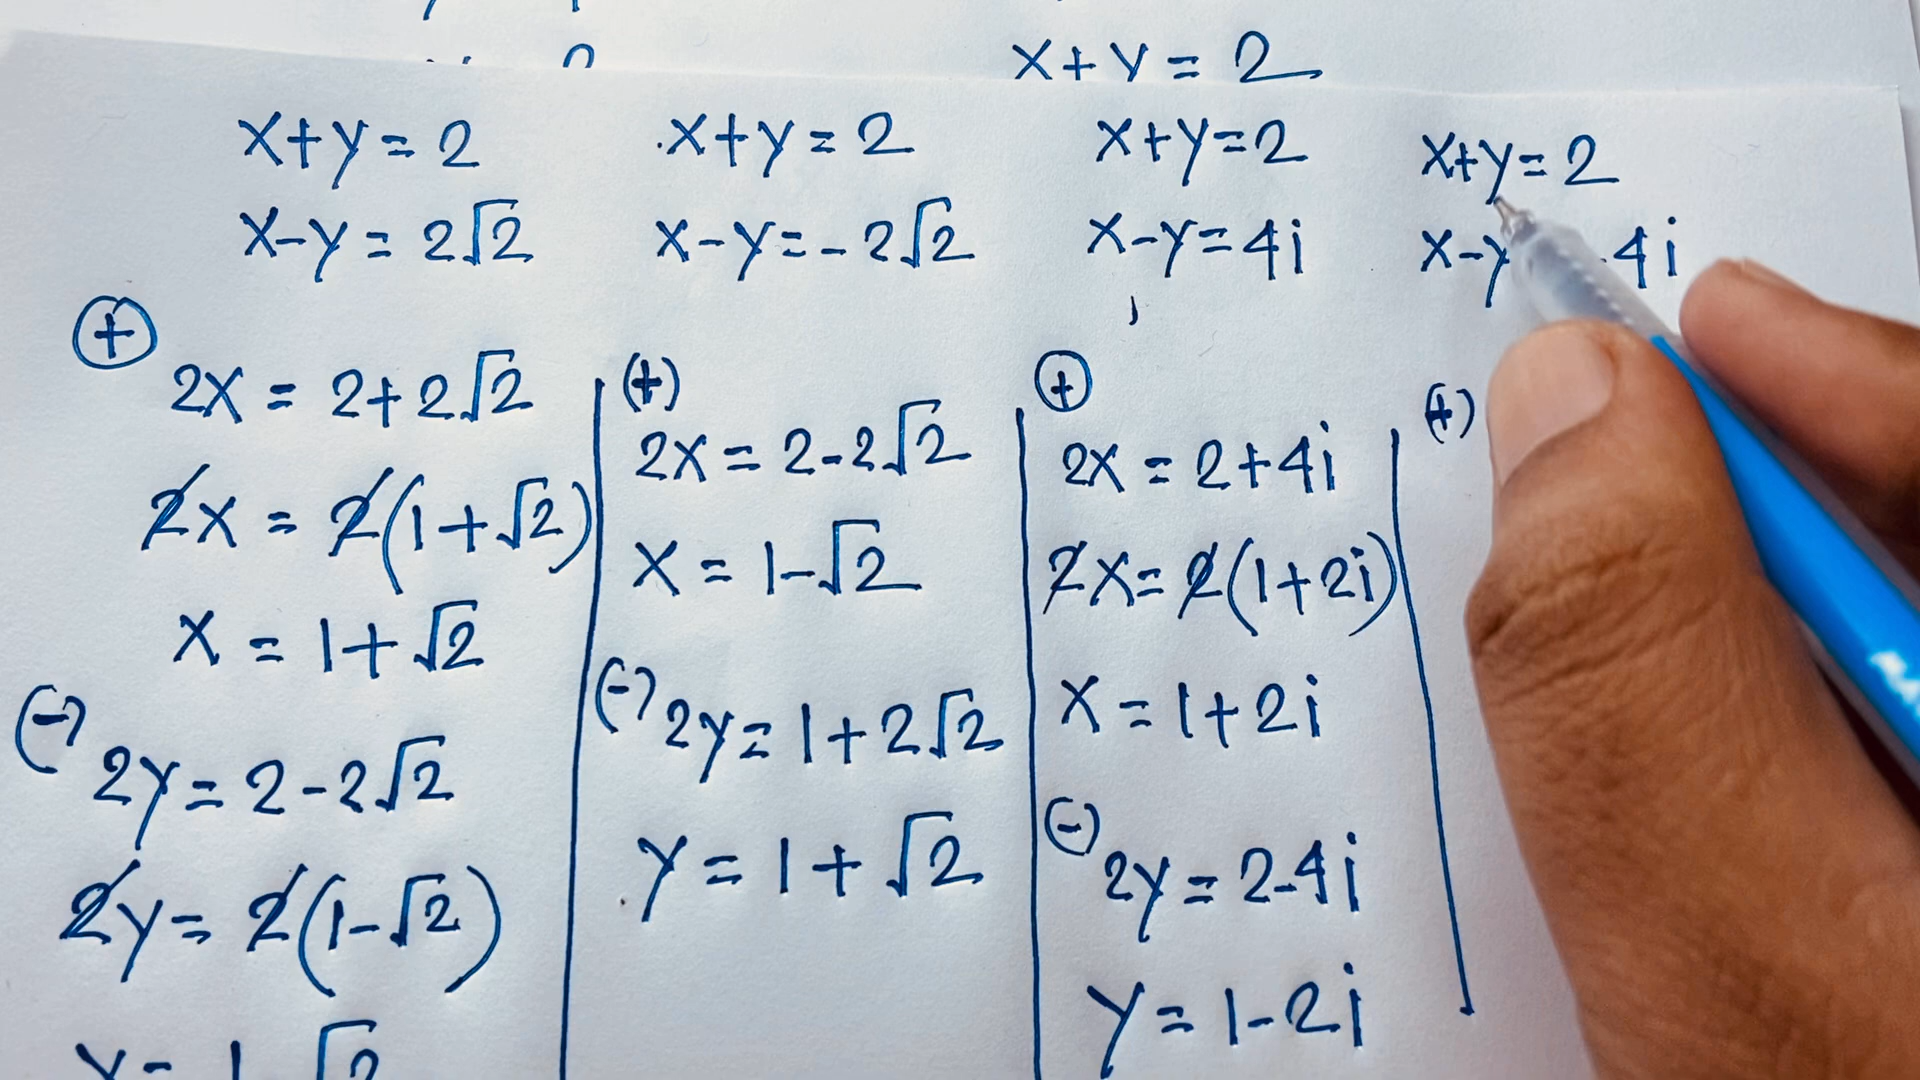 x+y=2
x+y=2
x-y=2√2
⊕
2x=2+2√2
2x=2(1+√2)
x=1+√2
(-)
2y=2-2√2
2y=2(1-√2)
x+y=2
x-y=-2√2
(+)
2x=2-2√2
x=1-√2
(-)
2y=1+2√2
y=1+√2
x+y=2
x-y=4i
⊕
2x=2+4i
2x=2(1+2i)
x=1+2i
(-)
2y=2-4i
y=1-2i
x+y=2
x-y 4i
(+)